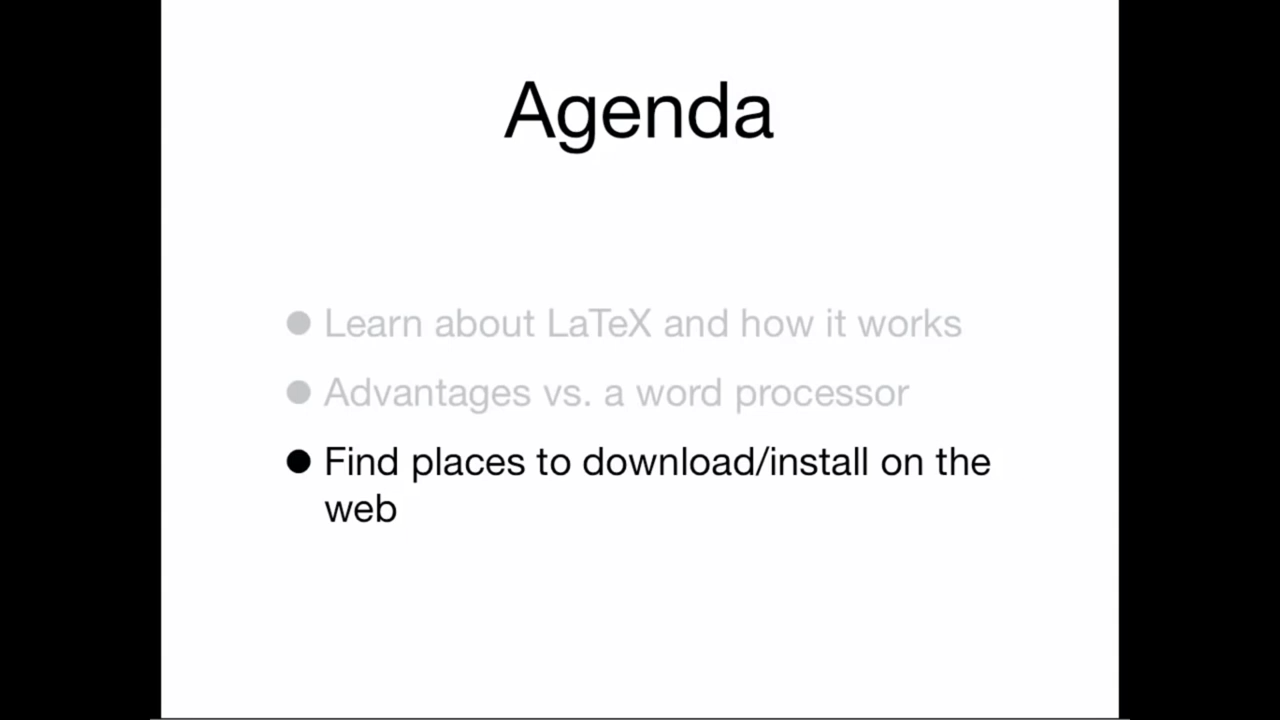 Agenda
● Learn about LaTeX and how it works
● Advantages vs. a word processor
● Find places to download/install on the
web